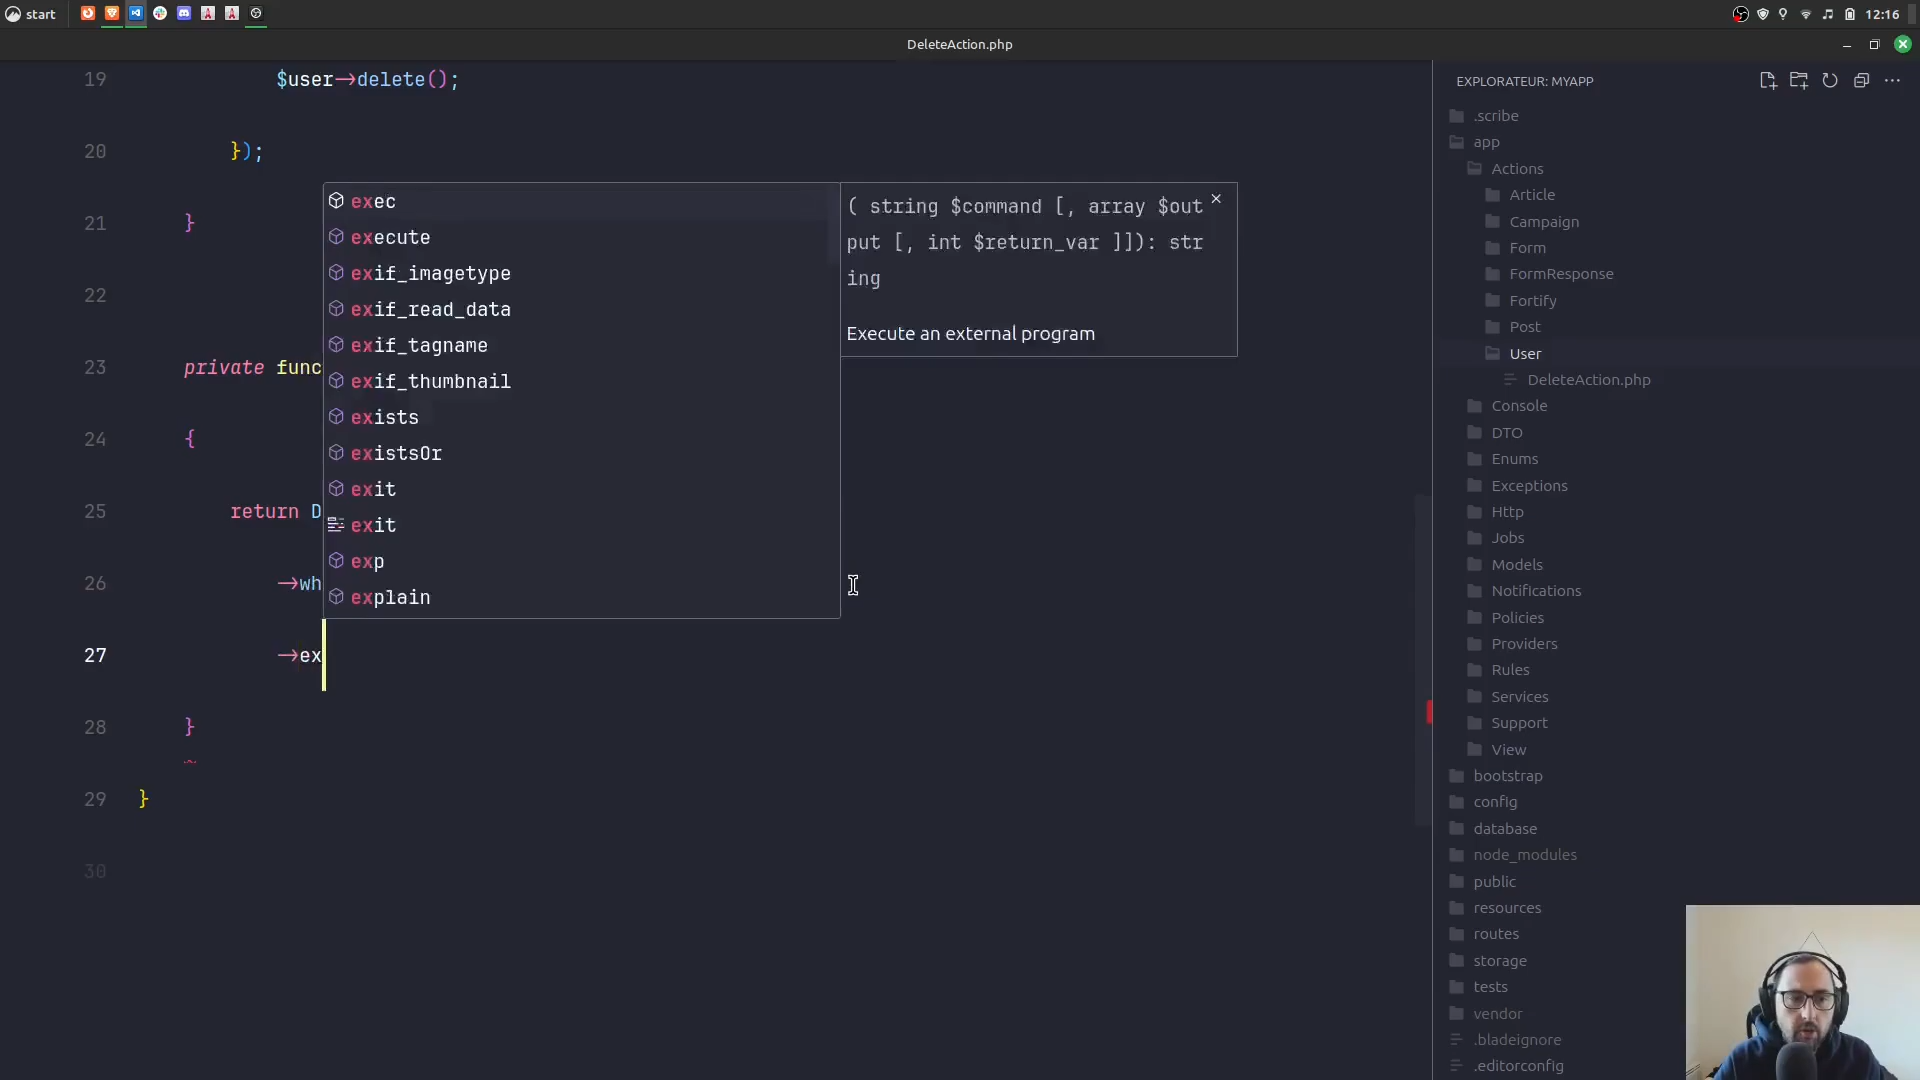 start
12:16
DeleteAction.php
19 $user->delete();
20 });
21 }
22
23 private func
24 {
25 return D
26 ->wh
27 ->ex
28 }
29 }
30
exec
execute
exif_imagetype
exif_read_data
exif_tagname
exif_thumbnail
exists
existsOr
exit
exit
exp
explain
( string $command [, array $out
put [, int $return_var ]]): str
ing
Execute an external program
EXPLORATEUR: MYAPP
.scribe
app
Actions
Article
Campaign
Form
FormResponse
Fortify
Post
User
DeleteAction.php
Console
DTO
Enums
Exceptions
Http
Jobs
Models
Notifications
Policies
Providers
Rules
Services
Support
View
bootstrap
config
database
node_modules
public
resources
routes
storage
tests
vendor
.bladeignore
.editorconfig